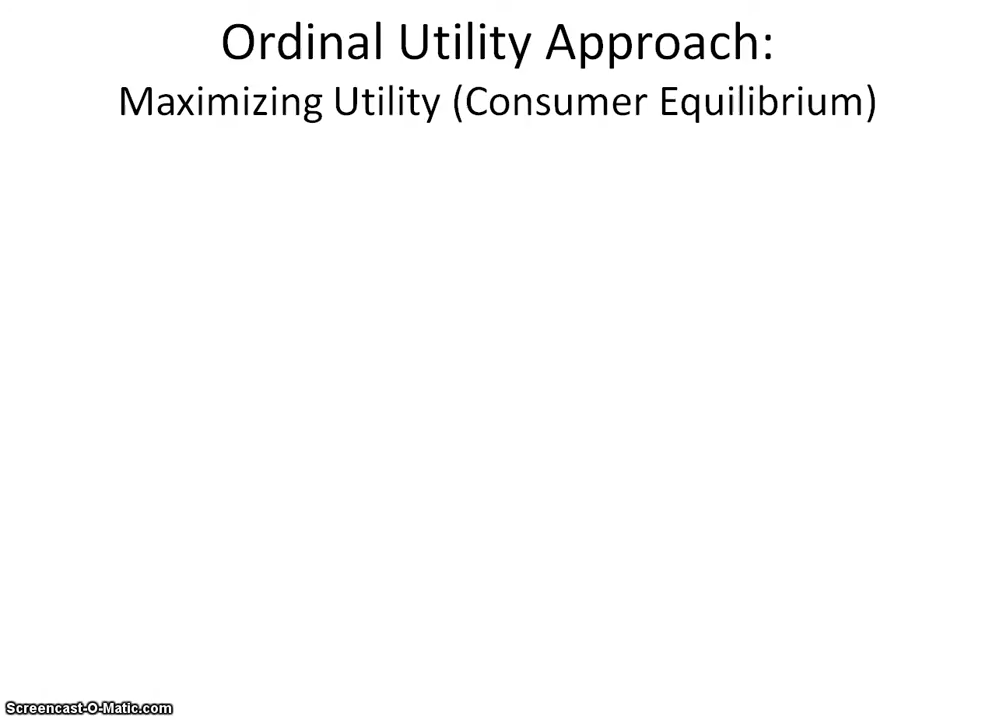 Ordinal Utility Approach:
Maximizing Utility (Consumer Equilibrium)
Screencast-O-Matic.com